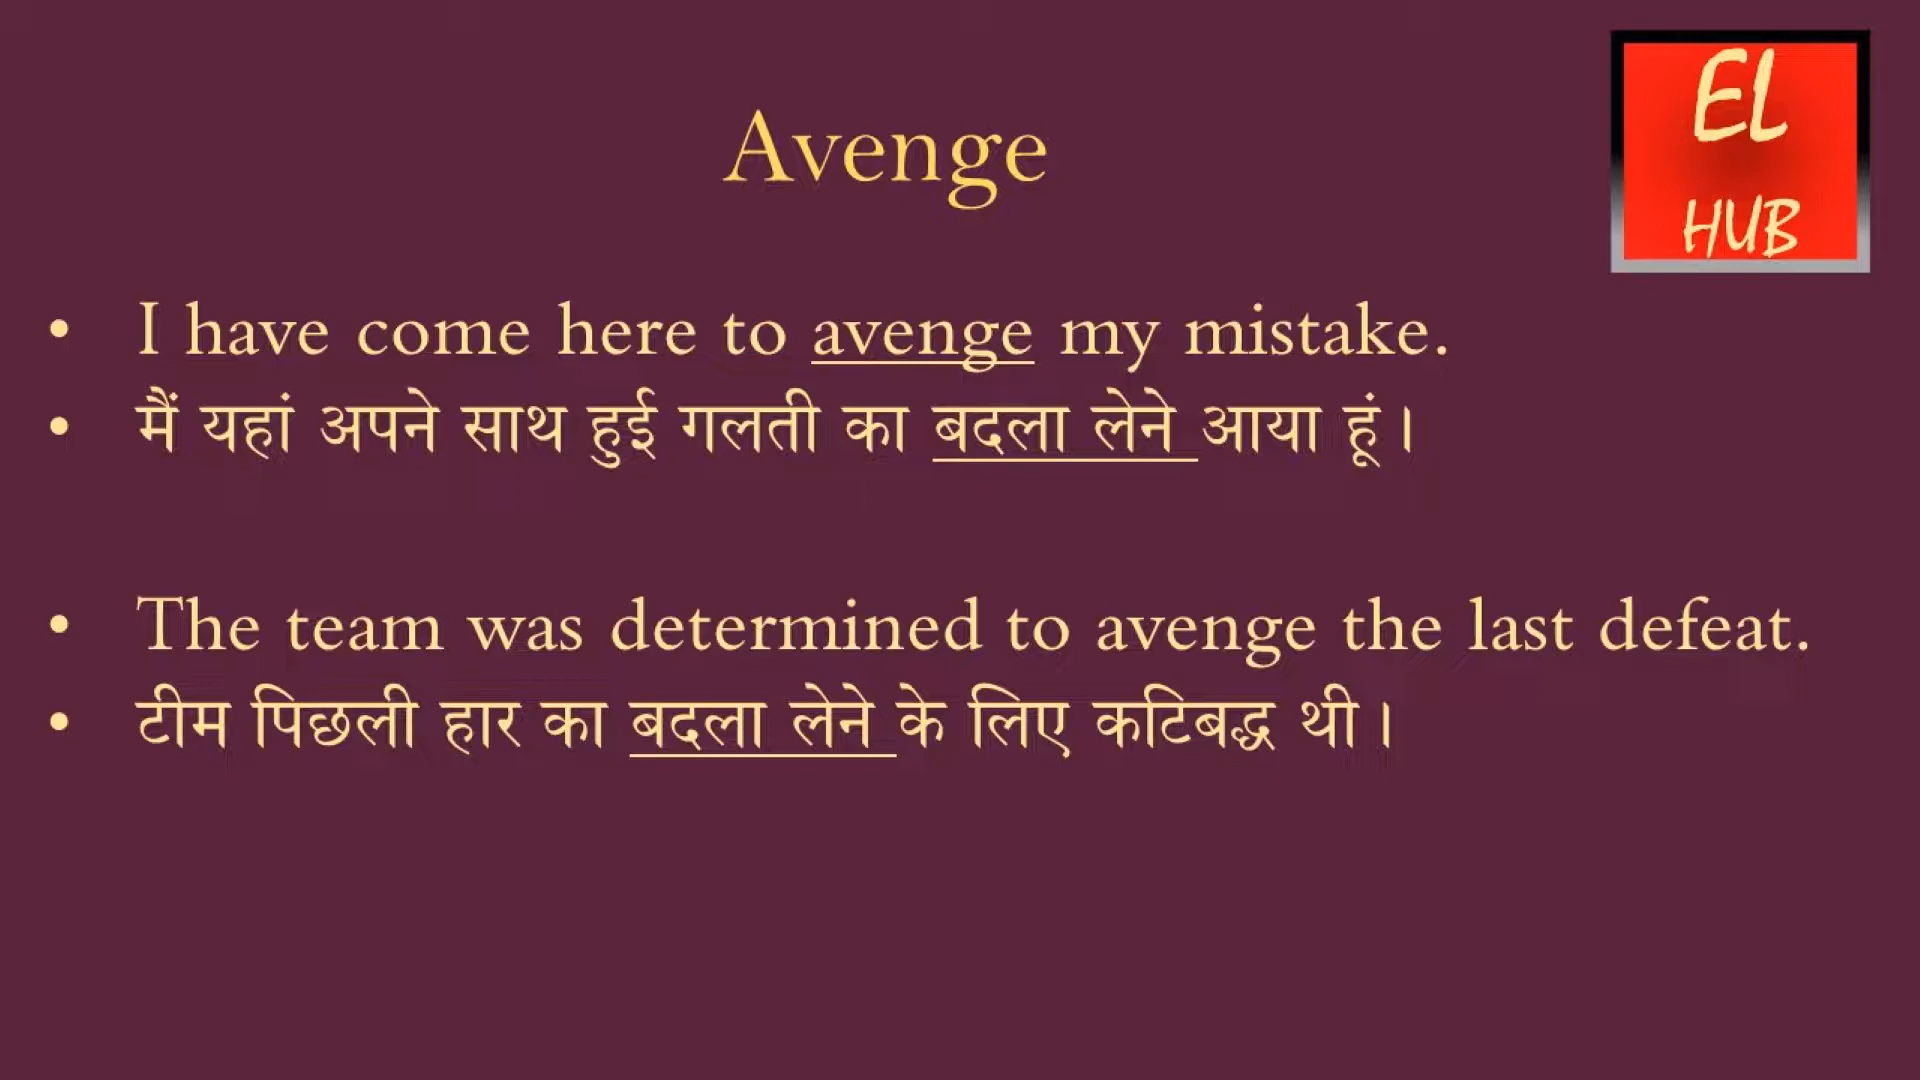 EL
HUB
Avenge
• I have come here to avenge my mistake.
• मैं यहां अपने साथ हुई गलती का बदला लेने आया हूं।
• The team was determined to avenge the last defeat.
• टीम पिछली हार का बदला लेने के लिए कटिबद्ध थी।